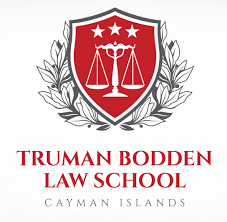 TRUMAN BODDEN
LAW SCHOOL
CAYMAN ISLANDS